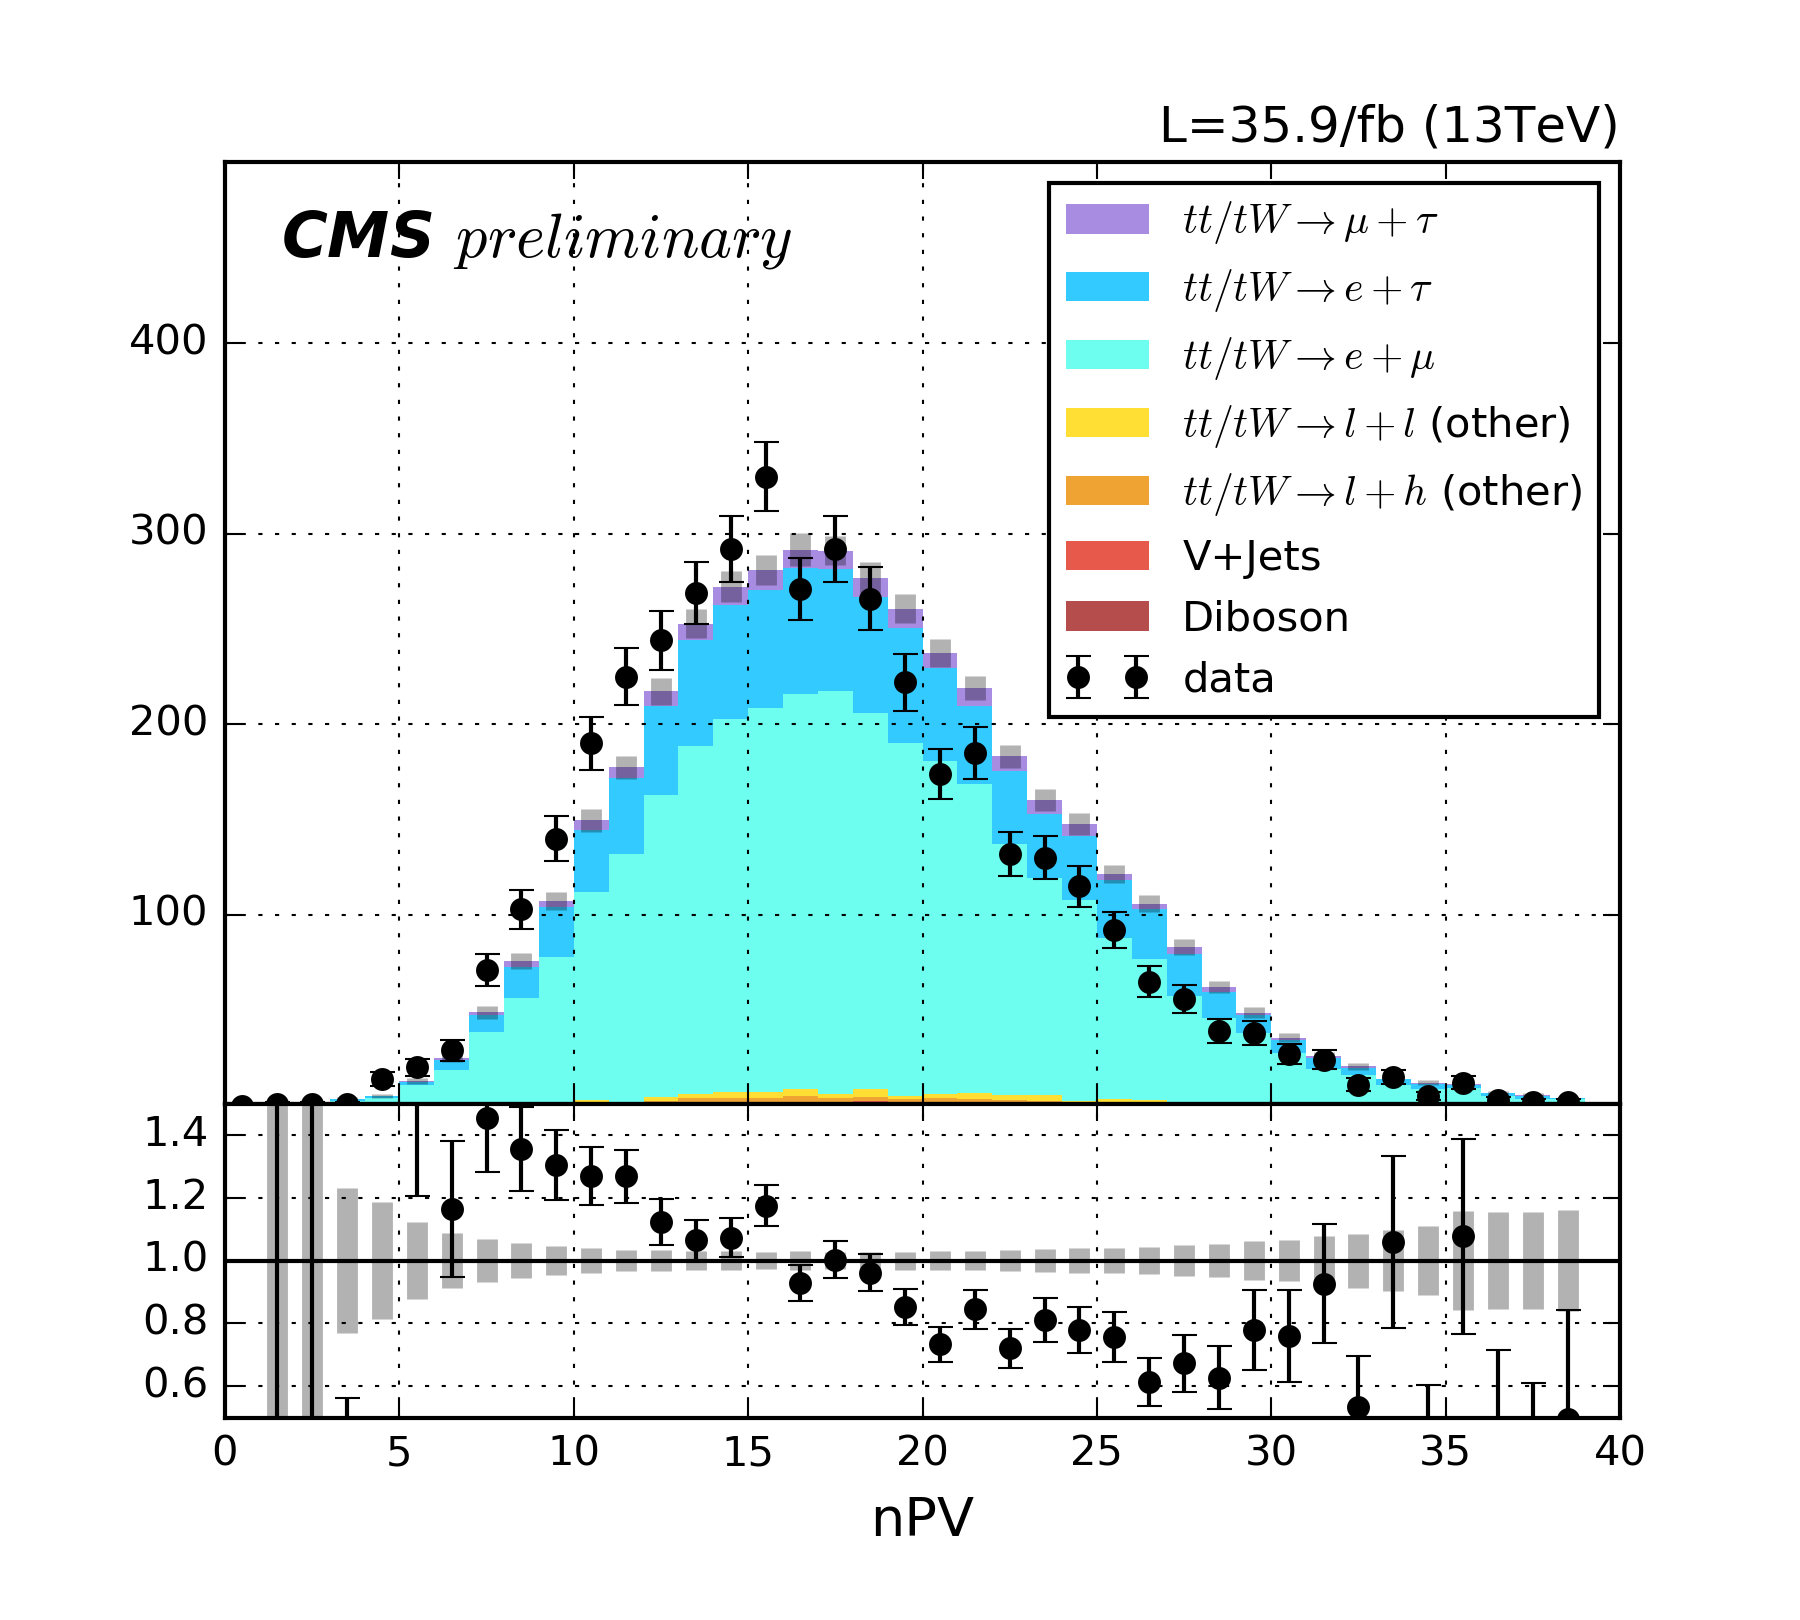 L=35.9/fb (13TeV)
CMS preliminary
tt/tW→μ+τ
tt/tW→e+τ
tt/tW→e+μ
tt/tW→l+l (other)
tt/tW→l+h (other)
V+Jets
Diboson
data
400
300
200
100
1.4
1.2
1.0
0.8
0.6
0 5 10 15 20 25 30 35 40
nPV